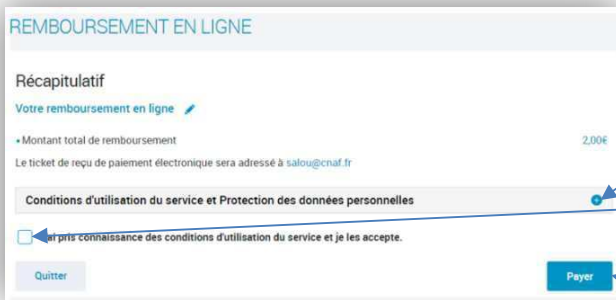 REMBOURSEMENT EN LIGNE
Récapitulatif
Votre remboursement en ligne
• Montant total de remboursement 2,00€
Le ticket de reçu de paiement électronique sera adressé à salou@cnaf.fr
Conditions d'utilisation du service et Protection des données personnelles
J'ai pris connaissance des conditions d'utilisation du service et je les accepte.
Quitter Payer